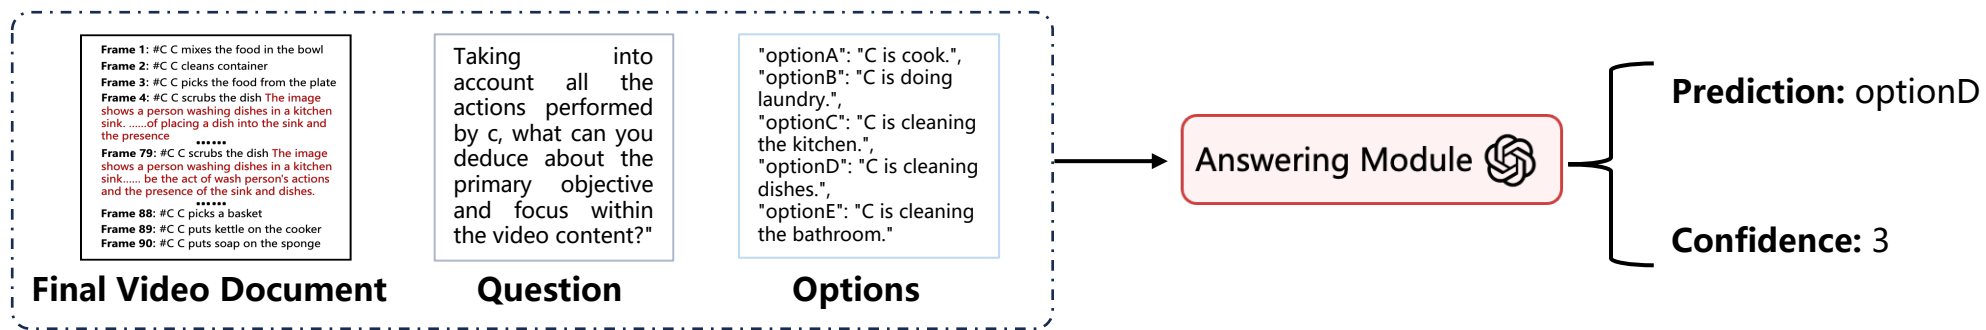 Frame 1: #C C mixes the food in the bowl
Frame 2: #C C cleans container
Frame 3: #C C picks the food from the plate
Frame 4: #C C scrubs the dish The image
shows a person washing dishes in a kitchen
sink. ......of placing a dish into the sink and
the presence
......
Frame 79: #C C scrubs the dish The image
shows a person washing dishes in a kitchen
sink...... be the act of wash person's actions
and the presence of the sink and dishes.
......
Frame 88: #C C picks a basket
Frame 89: #C C puts kettle on the cooker
Frame 90: #C C puts soap on the sponge
Final Video Document
Taking into
account all the
actions performed
by c, what can you
deduce about the
primary objective
and focus within
the video content?"
Question
"optionA": "C is cook.",
"optionB": "C is doing
laundry.",
"optionC": "C is cleaning
the kitchen.",
"optionD": "C is cleaning
dishes.",
"optionE": "C is cleaning
the bathroom."
Options
Answering Module
Prediction: optionD
Confidence: 3